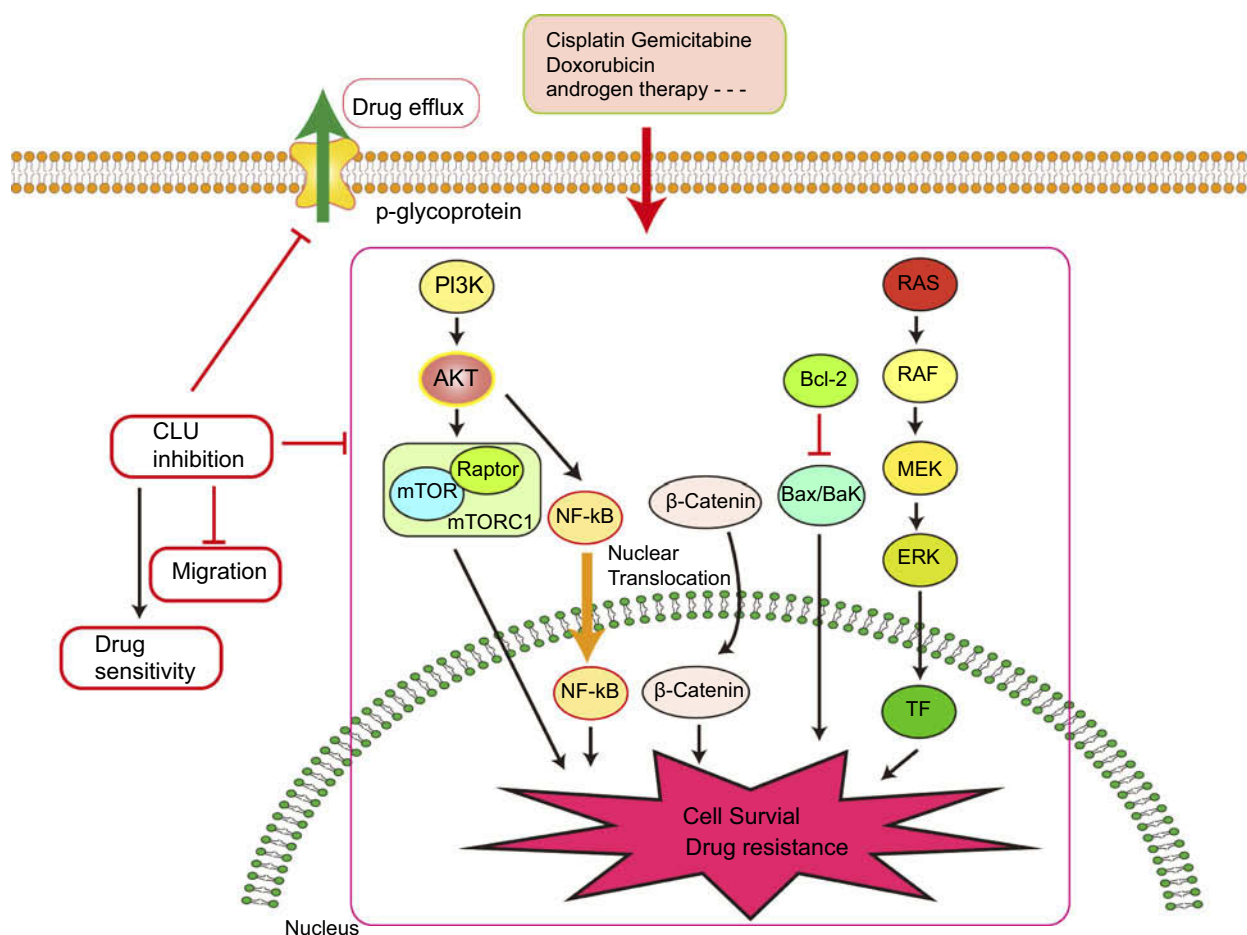 Cisplatin Gemicitabine
Doxorubicin
androgen therapy - - -
Drug efflux
p-glycoprotein
PI3K
RAS
AKT
Bcl-2
RAF
CLU
inhibition
Raptor
mTOR
mTORC1
MEK
NF-kB
β-Catenin
Bax/BaK
Nuclear
Translocation
ERK
Migration
Drug
sensitivity
NF-kB
β-Catenin
TF
Cell Survial
Drug resistance
Nucleus